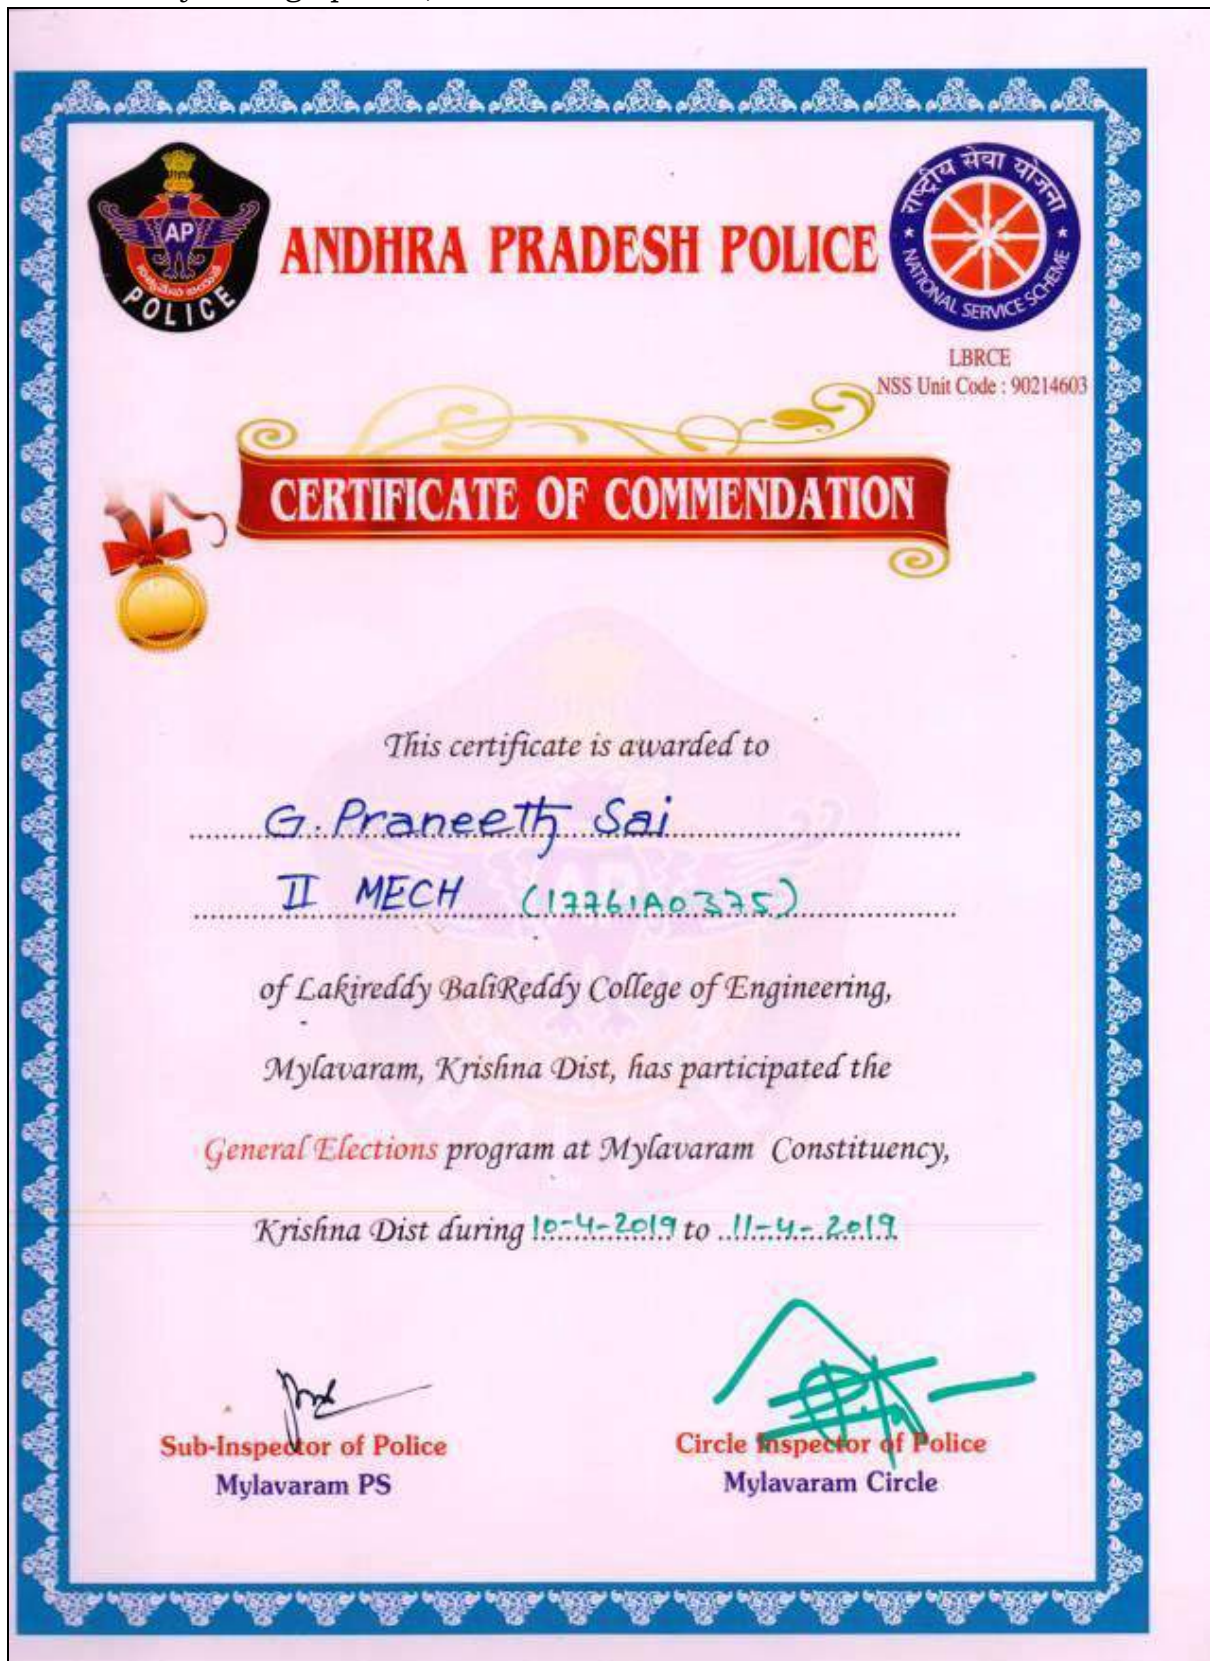 AP
POLICE
ANDHRA PRADESH POLICE
राष्ट्रीय सेवा योजना
NATIONAL SERVICE SCHEME
LBRCE
NSS Unit Code : 90214603
CERTIFICATE OF COMMENDATION
This certificate is awarded to
G. Praneeth Sai
II MECH (17761A0375)
of Lakireddy BaliReddy College of Engineering,
Mylavaram, Krishna Dist, has participated the
General Elections program at Mylavaram Constituency,
Krishna Dist during 10-4-2019 to 11-4-2019
Sub-Inspector of Police
Mylavaram PS
Circle Inspector of Police
Mylavaram Circle